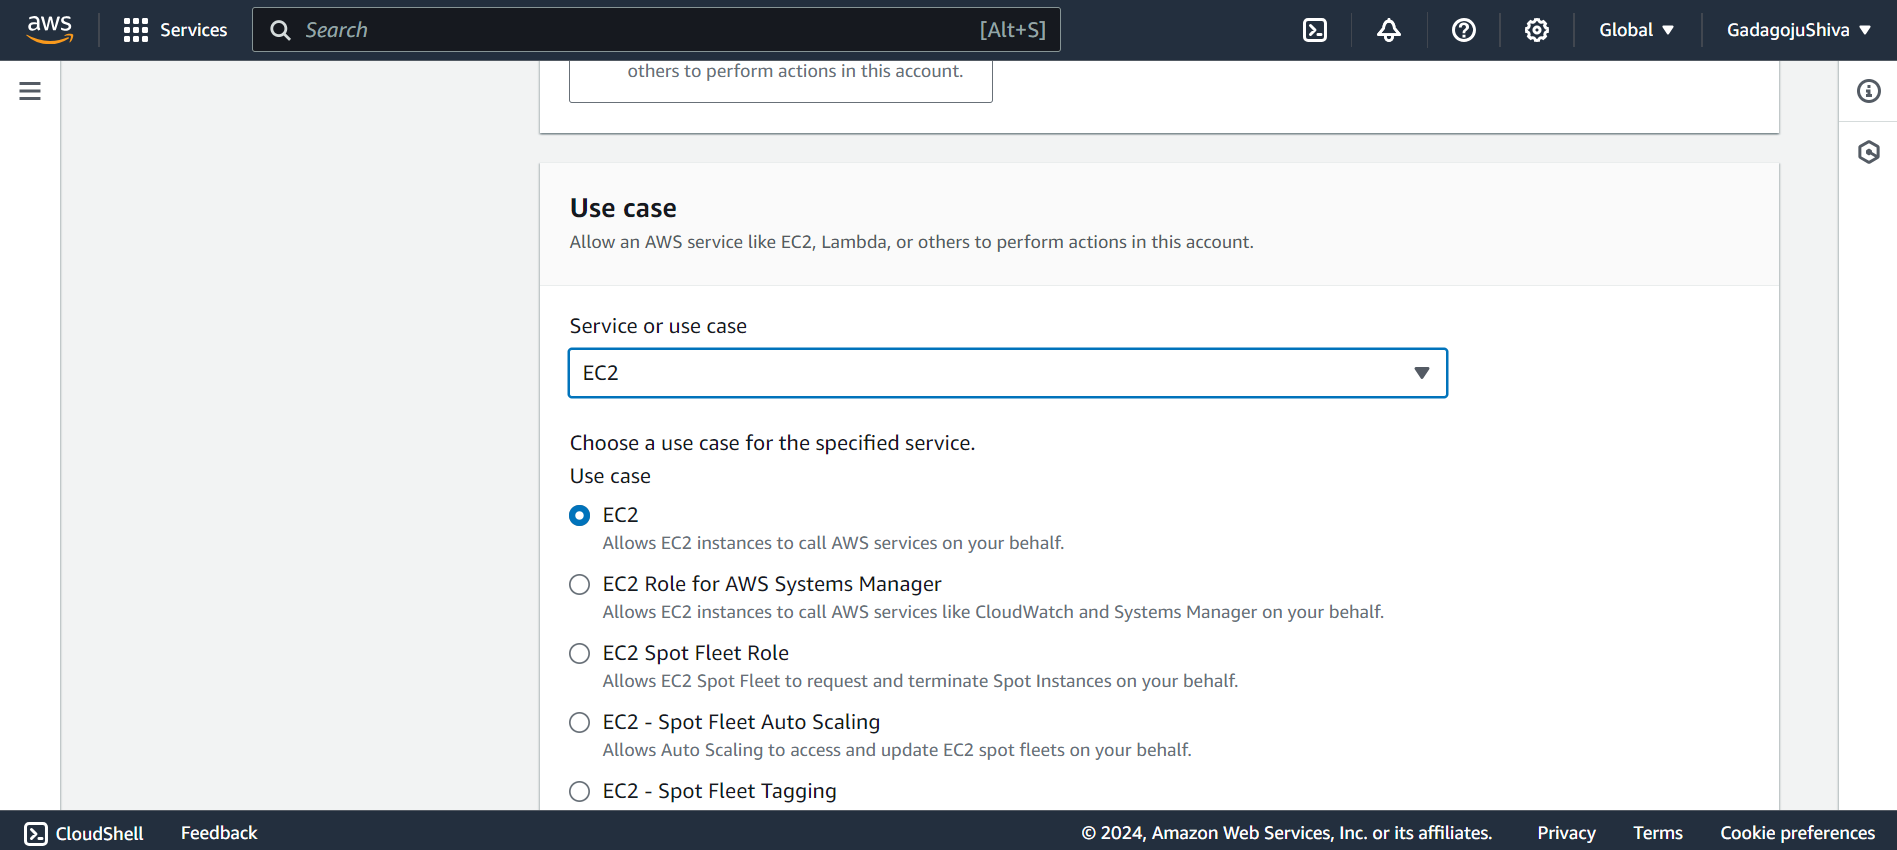 aws
Services
Search
[Alt+S]
Global
GadagojuShiva
others to perform actions in this account.
Use case
Allow an AWS service like EC2, Lambda, or others to perform actions in this account.
Service or use case
EC2
Choose a use case for the specified service.
Use case
EC2
Allows EC2 instances to call AWS services on your behalf.
EC2 Role for AWS Systems Manager
Allows EC2 instances to call AWS services like CloudWatch and Systems Manager on your behalf.
EC2 Spot Fleet Role
Allows EC2 Spot Fleet to request and terminate Spot Instances on your behalf.
EC2 - Spot Fleet Auto Scaling
Allows Auto Scaling to access and update EC2 spot fleets on your behalf.
EC2 - Spot Fleet Tagging
CloudShell
Feedback
© 2024, Amazon Web Services, Inc. or its affiliates.
Privacy
Terms
Cookie preferences